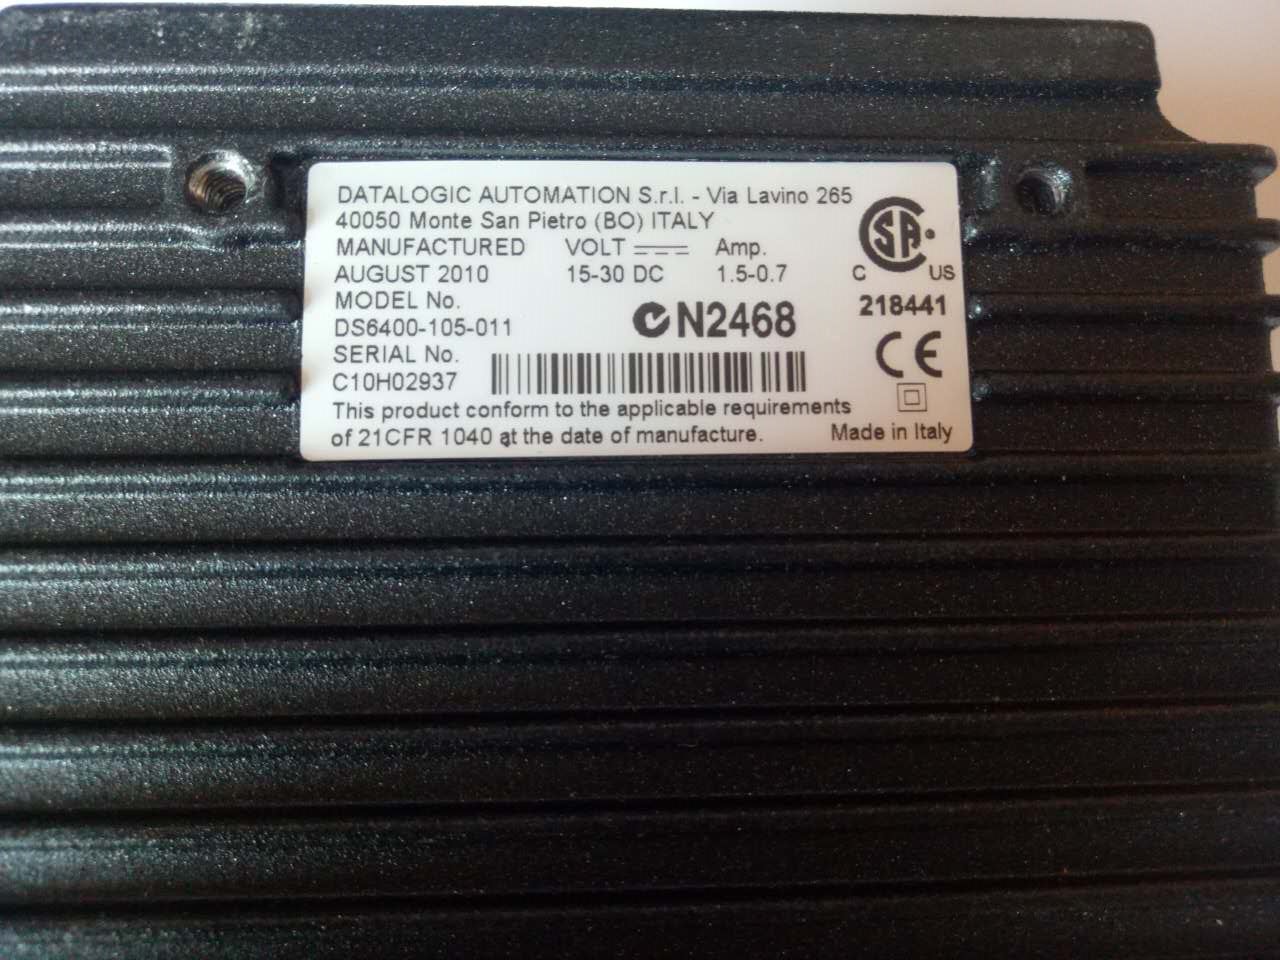 DATALOGIC AUTOMATION S.r.l. - Via Lavino 265
40050 Monte San Pietro (BO) ITALY
MANUFACTURED VOLT Amp.
AUGUST 2010 15-30 DC 1.5-0.7
MODEL No.
DS6400-105-011
N2468
SERIAL No.
C10H02937
This product conform to the applicable requirements
of 21CFR 1040 at the date of manufacture.
SA
C US
218441
CE
Made in Italy